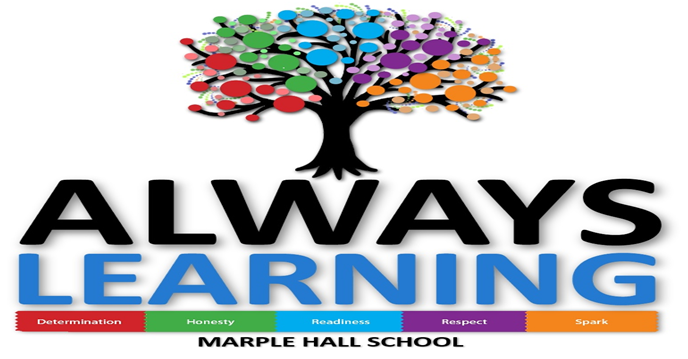 ALWAYS
LEARNING
Determination Honesty Readiness Respect Spark
MARPLE HALL SCHOOL